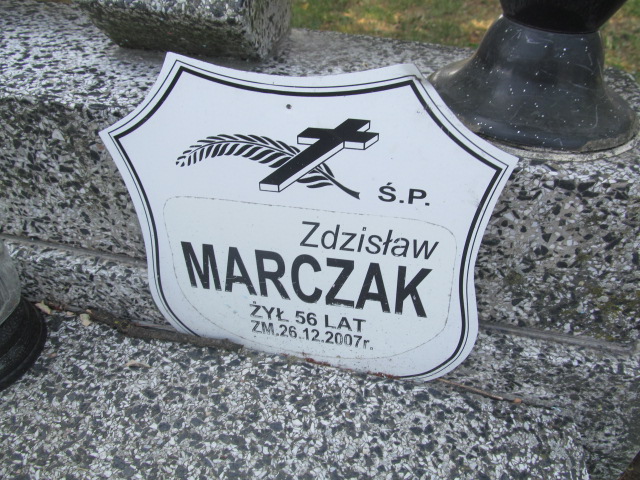 Ś.P.
Zdzisław
MARCZAK
ŻYŁ 56 LAT
ZM.26.12.2007r.